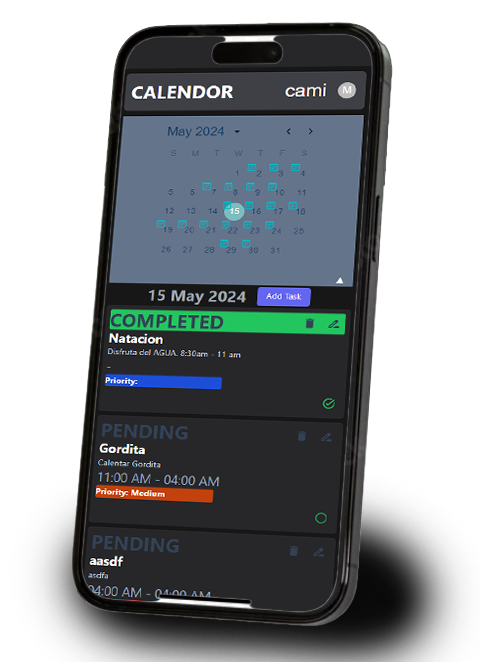 CALENDOR cami M
May 2024
S M T W T F S
1 2 3 4
5 6 7 8 9 10 11
12 13 14 15 16 17 18
19 20 21 22 23 24 25
26 27 28 29 30 31
15 May 2024 Add Task
COMPLETED
Natacion
Disfruta del AGUA. 8:30am - 11 am
-
Priority:
PENDING
Gordita
Calentar Gordita
11:00 AM - 04:00 AM
Priority: Medium
PENDING
aasdf
asdfa
04:00 AM - 04:00 AM